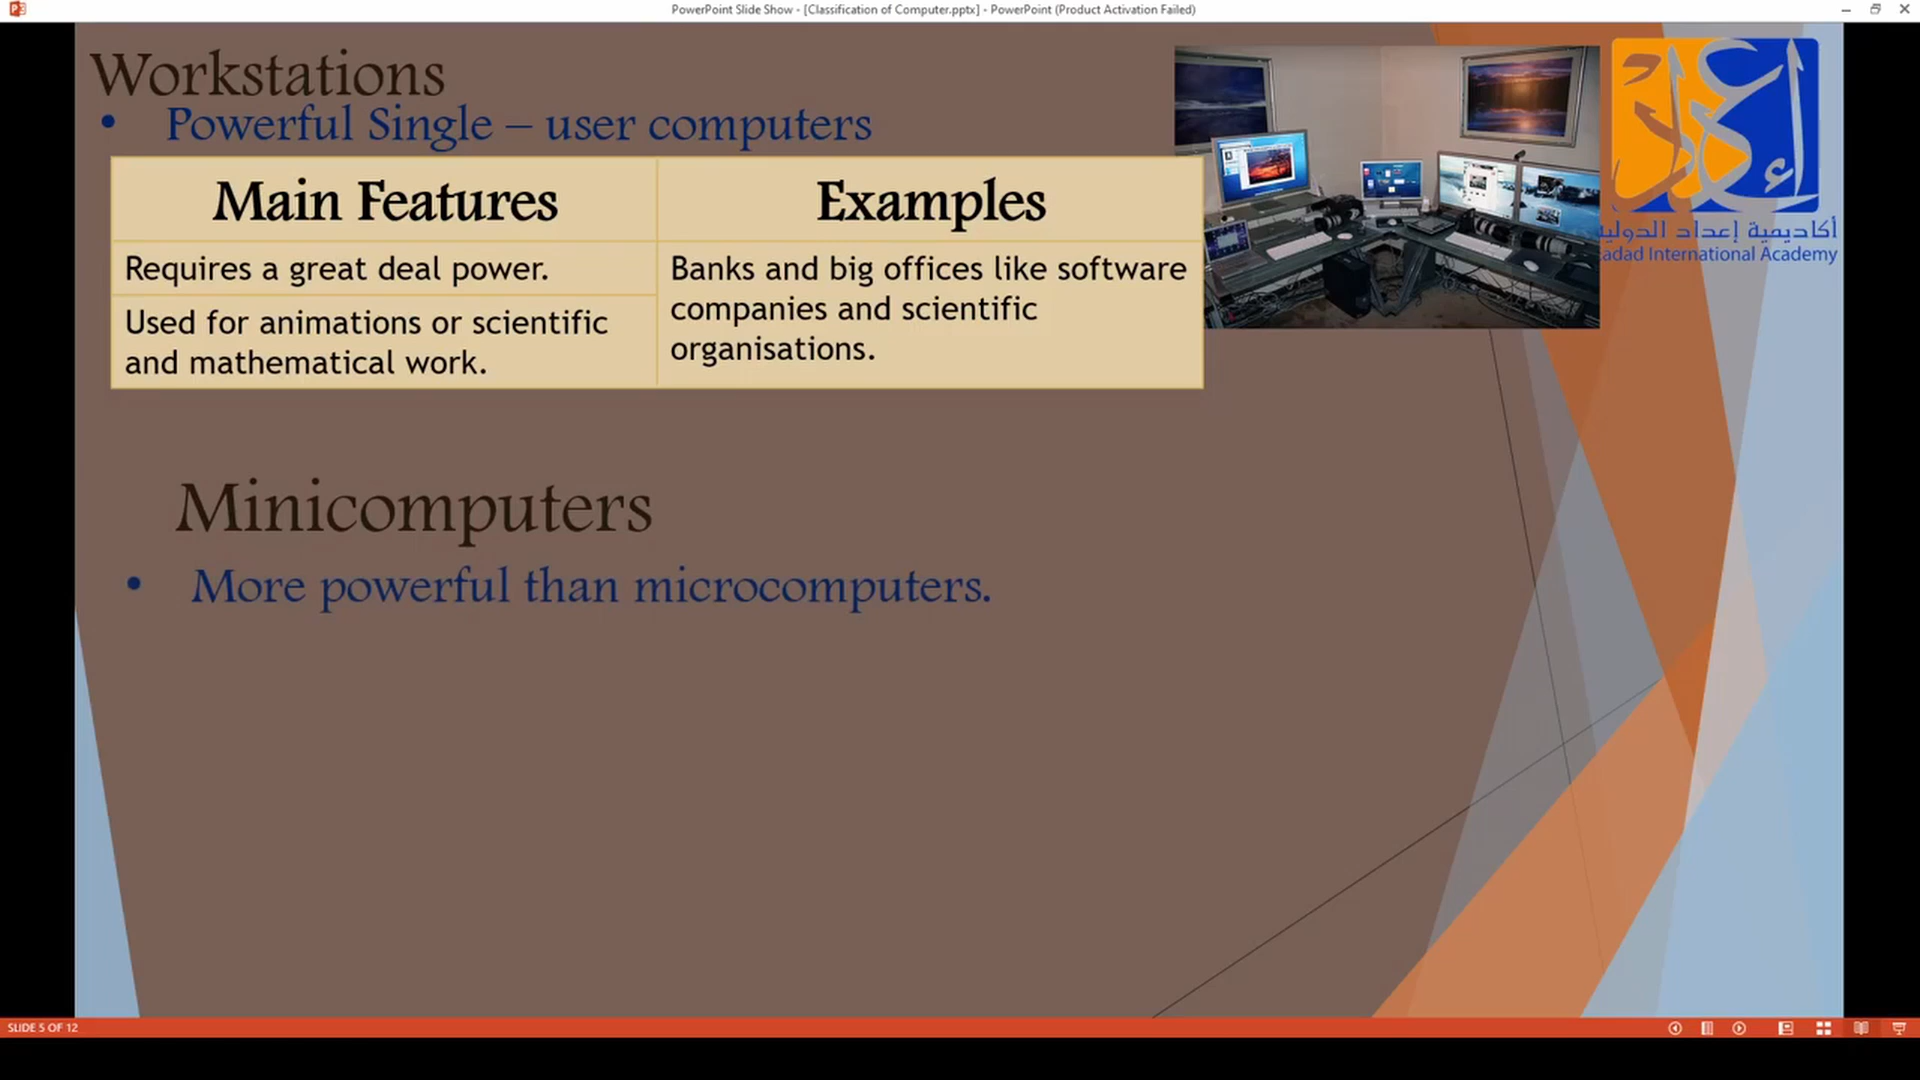 PowerPoint Slide Show - [Classification of Computer.pptx] - PowerPoint (Product Activation Failed)
Workstations
• Powerful Single – user computers
Main Features
Examples
Requires a great deal power.
Used for animations or scientific
and mathematical work.
Banks and big offices like software
companies and scientific
organisations.
إعداد
أكاديمية إعداد الدولية
adad International Academy
Minicomputers
• More powerful than microcomputers.
SLIDE 5 OF 12